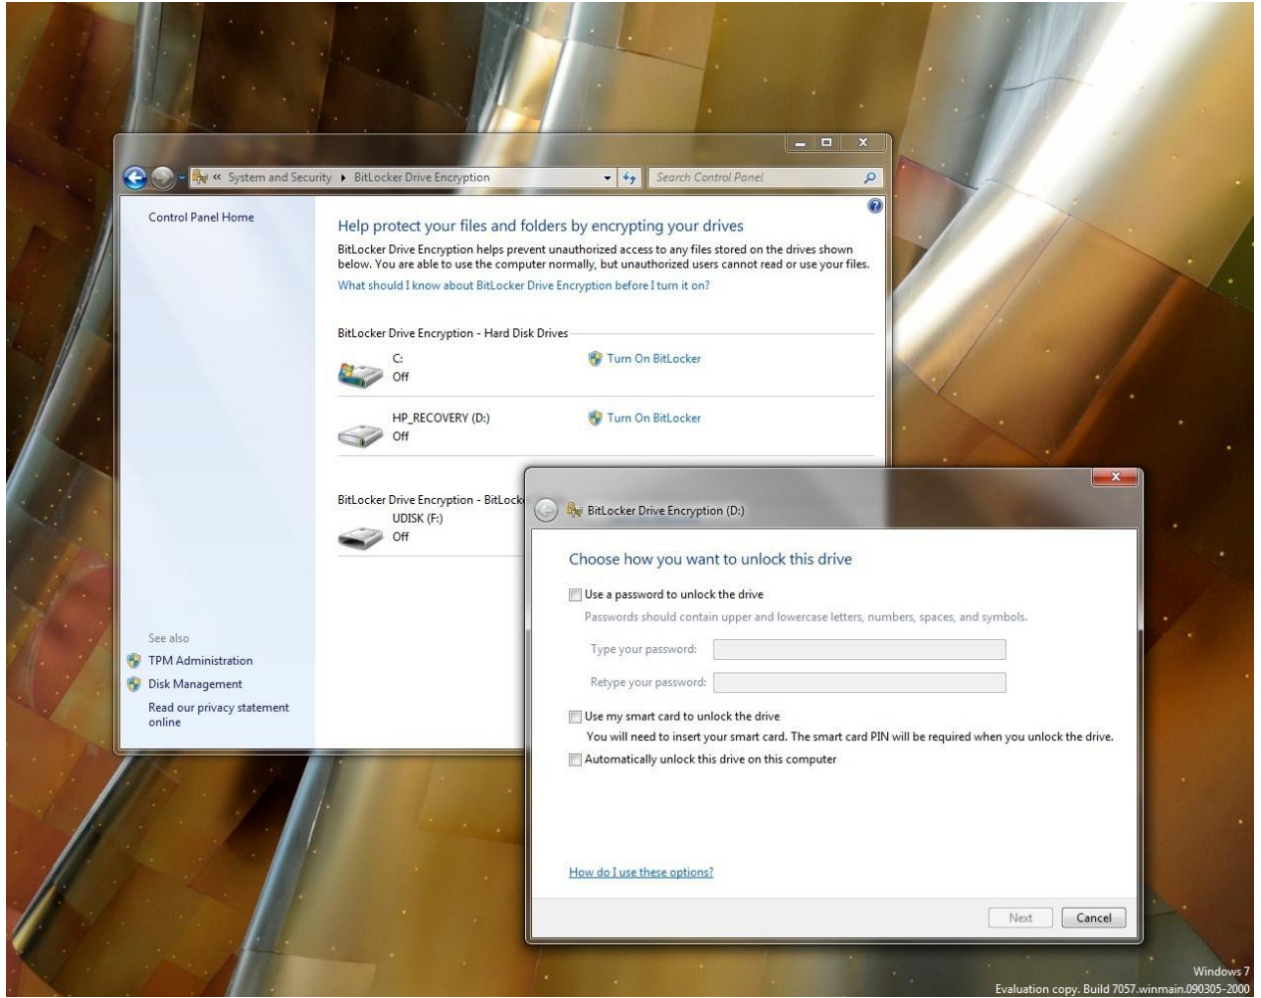 « System and Security ▸ BitLocker Drive Encryption
Search Control Panel
Control Panel Home
Help protect your files and folders by encrypting your drives
BitLocker Drive Encryption helps prevent unauthorized access to any files stored on the drives shown
below. You are able to use the computer normally, but unauthorized users cannot read or use your files.
What should I know about BitLocker Drive Encryption before I turn it on?
BitLocker Drive Encryption - Hard Disk Drives
C:
Turn On BitLocker
Off
HP_RECOVERY (D:)
Turn On BitLocker
Off
BitLocker Drive Encryption - BitLock
UDISK (F:)
Off
See also
TPM Administration
Disk Management
Read our privacy statement
online
BitLocker Drive Encryption (D:)
Choose how you want to unlock this drive
Use a password to unlock the drive
Passwords should contain upper and lowercase letters, numbers, spaces, and symbols.
Type your password:
Retype your password:
Use my smart card to unlock the drive
You will need to insert your smart card. The smart card PIN will be required when you unlock the drive.
Automatically unlock this drive on this computer
How do I use these options?
Next
Cancel
Windows 7
Evaluation copy. Build 7057.winmain.090305-2000